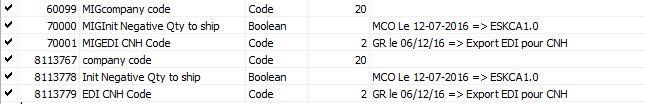 60099 MIGcompany code Code 20
70000 MIGInit Negative Qty to ship Boolean MCO Le 12-07-2016 => ESKCA1.0
70001 MIGEDI CNH Code Code 2 GR le 06/12/16 => Export EDI pour CNH
8113767 company code Code 20
8113778 Init Negative Qty to ship Boolean MCO Le 12-07-2016 => ESKCA1.0
8113779 EDI CNH Code Code 2 GR le 06/12/16 => Export EDI pour CNH